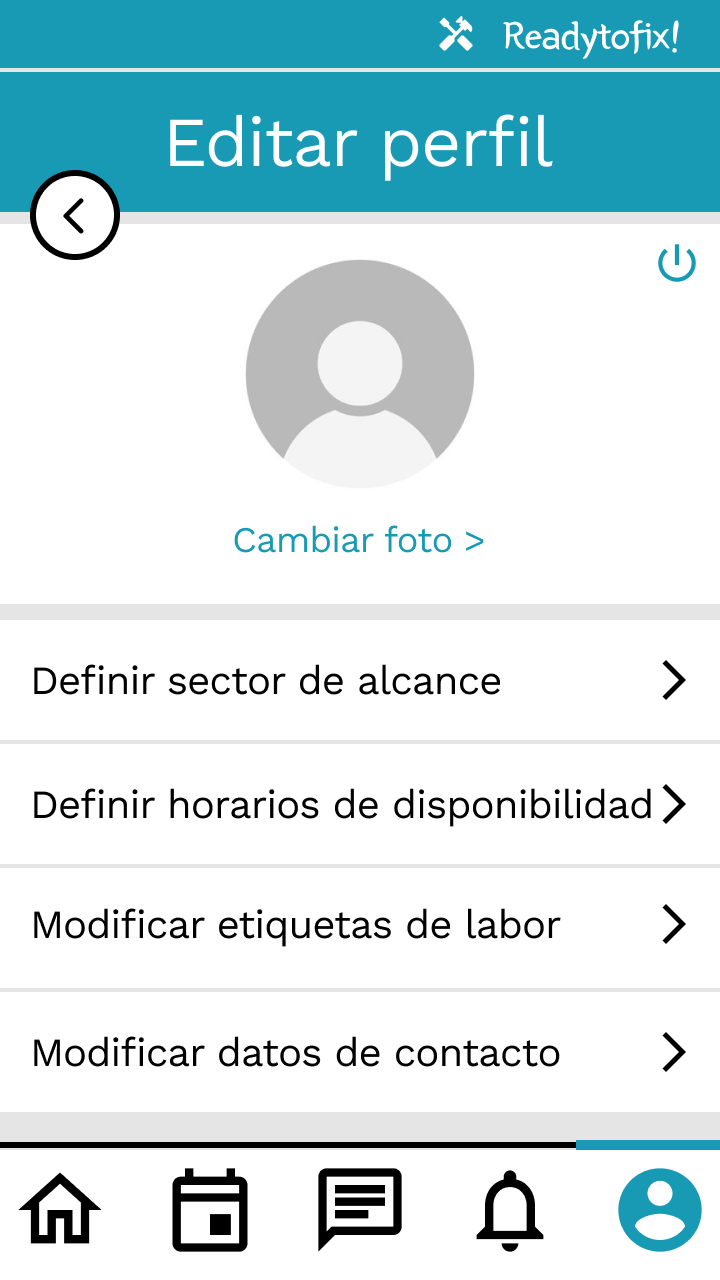 Readytofix!
Editar perfil
Cambiar foto >
Definir sector de alcance
Definir horarios de disponibilidad
Modificar etiquetas de labor
Modificar datos de contacto